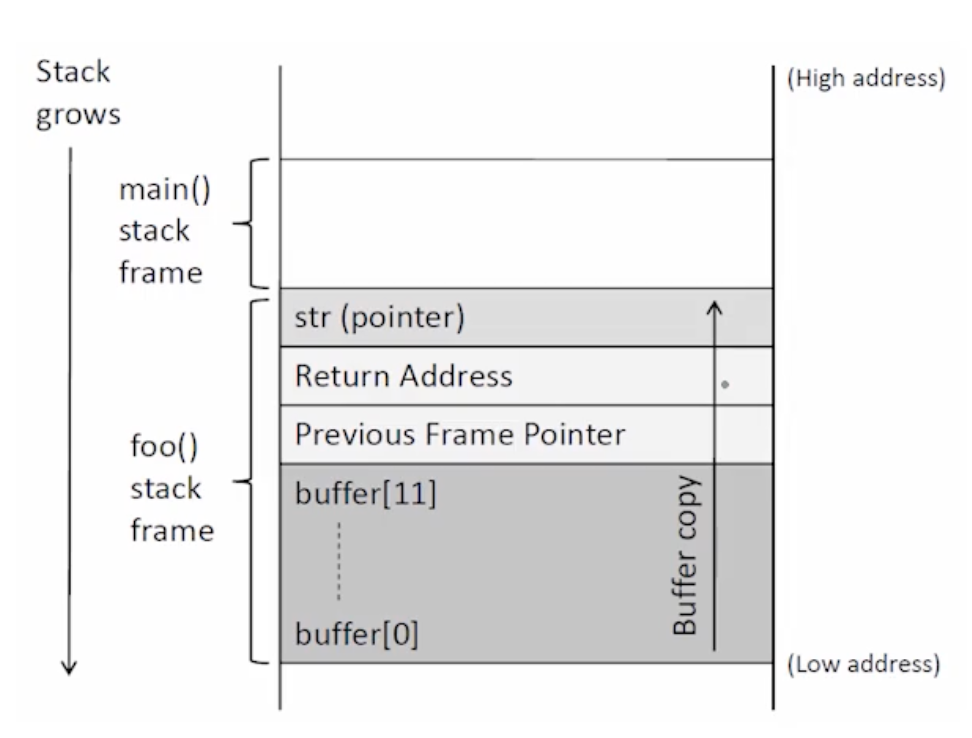 Stack
grows
(High address)
main()
stack
frame
str (pointer)
Return Address
Previous Frame Pointer
foo()
stack
frame
buffer[11]
buffer[0]
Buffer copy
(Low address)